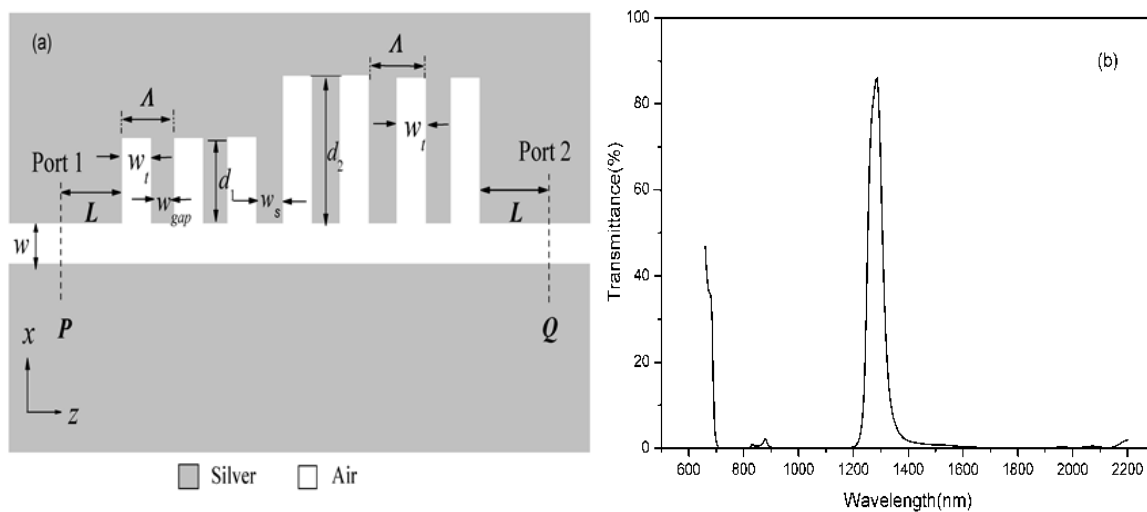 (a)
Λ
Λ
Port 1
w_t
d_1
d_2
w_t
Port 2
L
w_gap
w_s
L
w
x
P
Q
z
Silver
Air
(b)
Transmittance(%)
100
80
60
40
20
0
600
800
1000
1200
1400
1600
1800
2000
2200
Wavelength(nm)